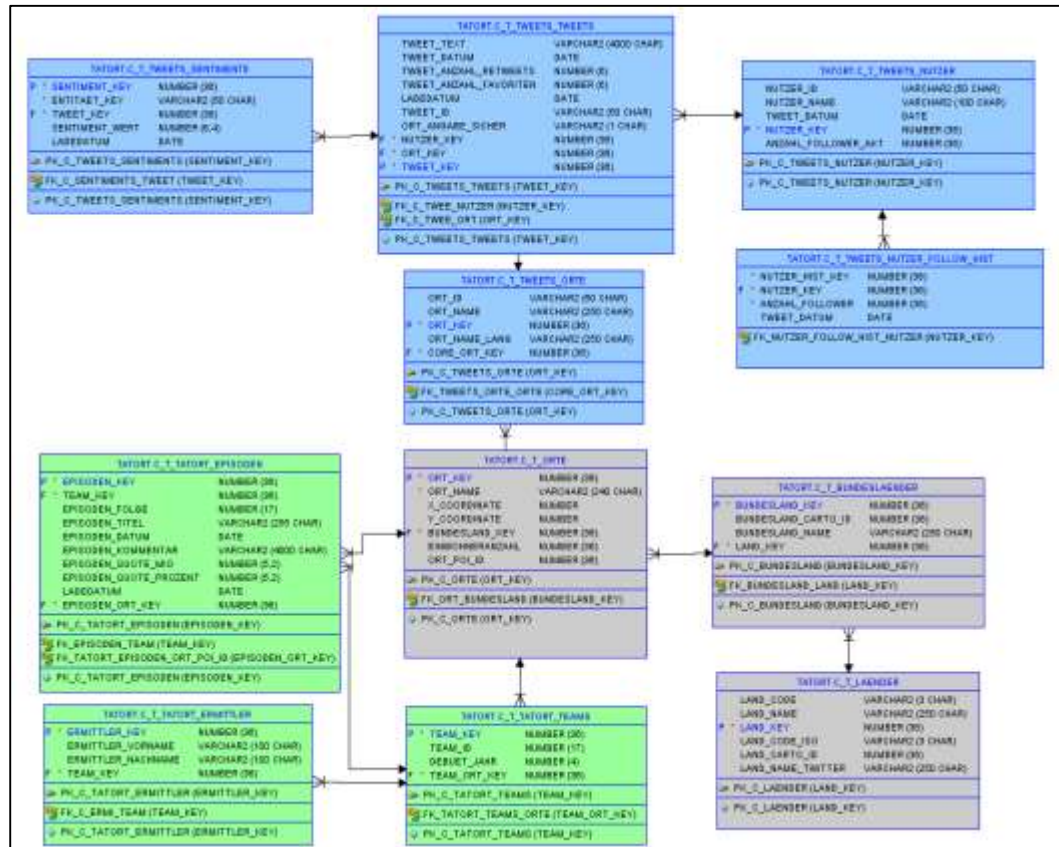 TATORT.C_T_TWEETS_TWEETS
TWEET_TEXT VARCHAR2 (4000 CHAR)
TWEET_DATUM DATE
TWEET_ANZAHL_RETWEETS NUMBER (6)
TWEET_ANZAHL_FAVORITEN NUMBER (6)
LADEDATUM DATE
TWEET_ID VARCHAR2 (50 CHAR)
ORT_ANGABE_SICHER VARCHAR2 (1 CHAR)
F * NUTZER_KEY NUMBER (38)
F * ORT_KEY NUMBER (38)
P * TWEET_KEY NUMBER (38)
PK_C_TWEETS_TWEETS (TWEET_KEY)
FK_C_TWEE_NUTZER (NUTZER_KEY)
FK_C_TWEE_ORT (ORT_KEY)
PK_C_TWEETS_TWEETS (TWEET_KEY)
TATORT.C_T_TWEETS_SENTIMENTS
P * SENTIMENT_KEY NUMBER (38)
* ENTITAET_KEY VARCHAR2 (50 CHAR)
F * TWEET_KEY NUMBER (38)
SENTIMENT_WERT NUMBER (6,4)
LADEDATUM DATE
PK_C_TWEETS_SENTIMENTS (SENTIMENT_KEY)
FK_C_SENTIMENTS_TWEET (TWEET_KEY)
PK_C_TWEETS_SENTIMENTS (SENTIMENT_KEY)
TATORT.C_T_TWEETS_NUTZER
NUTZER_ID VARCHAR2 (50 CHAR)
NUTZER_NAME VARCHAR2 (100 CHAR)
TWEET_DATUM DATE
P * NUTZER_KEY NUMBER (38)
ANZAHL_FOLLOWER_AKT NUMBER (38)
PK_C_TWEETS_NUTZER (NUTZER_KEY)
PK_C_TWEETS_NUTZER (NUTZER_KEY)
TATORT.C_T_TWEETS_NUTZER_FOLLOW_HIST
* NUTZER_HIST_KEY NUMBER (38)
F * NUTZER_KEY NUMBER (38)
* ANZAHL_FOLLOWER NUMBER (38)
TWEET_DATUM DATE
FK_NUTZER_FOLLOW_HIST_NUTZER (NUTZER_KEY)
TATORT.C_T_TWEETS_ORTE
ORT_ID VARCHAR2 (50 CHAR)
ORT_NAME VARCHAR2 (250 CHAR)
P * ORT_KEY NUMBER (38)
ORT_NAME_LANG VARCHAR2 (250 CHAR)
F * CORE_ORT_KEY NUMBER (38)
PK_C_TWEETS_ORTE (ORT_KEY)
FK_TWEETS_ORTE_ORTE (CORE_ORT_KEY)
PK_C_TWEETS_ORTE (ORT_KEY)
TATORT.C_T_TATORT_EPISODEN
P * EPISODEN_KEY NUMBER (38)
F * TEAM_KEY NUMBER (38)
EPISODEN_FOLGE NUMBER (17)
EPISODEN_TITEL VARCHAR2 (255 CHAR)
EPISODEN_DATUM DATE
EPISODEN_KOMMENTAR VARCHAR2 (4000 CHAR)
EPISODEN_QUOTE_MIO NUMBER (5,2)
EPISODEN_QUOTE_PROZENT NUMBER (5,2)
LADEDATUM DATE
F * EPISODEN_ORT_KEY NUMBER (38)
PK_C_TATORT_EPISODEN (EPISODEN_KEY)
FK_EPISODEN_TEAM (TEAM_KEY)
FK_TATORT_EPISODEN_ORT_POI_ID (EPISODEN_ORT_KEY)
PK_C_TATORT_EPISODEN (EPISODEN_KEY)
TATORT.C_T_ORTE
P * ORT_KEY NUMBER (38)
* ORT_NAME VARCHAR2 (240 CHAR)
X_COORDINATE NUMBER
Y_COORDINATE NUMBER
F * BUNDESLAND_KEY NUMBER (38)
EINWOHNERANZAHL NUMBER (38)
ORT_POI_ID NUMBER (38)
PK_C_ORTE (ORT_KEY)
FK_ORT_BUNDESLAND (BUNDESLAND_KEY)
PK_C_ORTE (ORT_KEY)
TATORT.C_T_BUNDESLAENDER
P * BUNDESLAND_KEY NUMBER (38)
BUNDESLAND_CARTO_ID NUMBER (38)
BUNDESLAND_NAME VARCHAR2 (250 CHAR)
F * LAND_KEY NUMBER (38)
PK_C_BUNDESLAND (BUNDESLAND_KEY)
FK_BUNDESLAND_LAND (LAND_KEY)
PK_C_BUNDESLAND (BUNDESLAND_KEY)
TATORT.C_T_LAENDER
LAND_CODE VARCHAR2 (3 CHAR)
LAND_NAME VARCHAR2 (250 CHAR)
P * LAND_KEY NUMBER (38)
LAND_CODE_ISO VARCHAR2 (3 CHAR)
LAND_CARTO_ID NUMBER (38)
LAND_NAME_TWITTER VARCHAR2 (250 CHAR)
PK_C_LAENDER (LAND_KEY)
PK_C_LAENDER (LAND_KEY)
TATORT.C_T_TATORT_ERMITTLER
P * ERMITTLER_KEY NUMBER (38)
ERMITTLER_VORNAME VARCHAR2 (100 CHAR)
ERMITTLER_NACHNAME VARCHAR2 (100 CHAR)
F * TEAM_KEY NUMBER (38)
PK_C_TATORT_ERMITTLER (ERMITTLER_KEY)
FK_C_ERMI_TEAM (TEAM_KEY)
PK_C_TATORT_ERMITTLER (ERMITTLER_KEY)
TATORT.C_T_TATORT_TEAMS
P * TEAM_KEY NUMBER (38)
TEAM_ID NUMBER (17)
DEBUET_JAHR NUMBER (4)
F * TEAM_ORT_KEY NUMBER (38)
PK_C_TATORT_TEAMS (TEAM_KEY)
FK_TATORT_TEAMS_ORTE (TEAM_ORT_KEY)
PK_C_TATORT_TEAMS (TEAM_KEY)